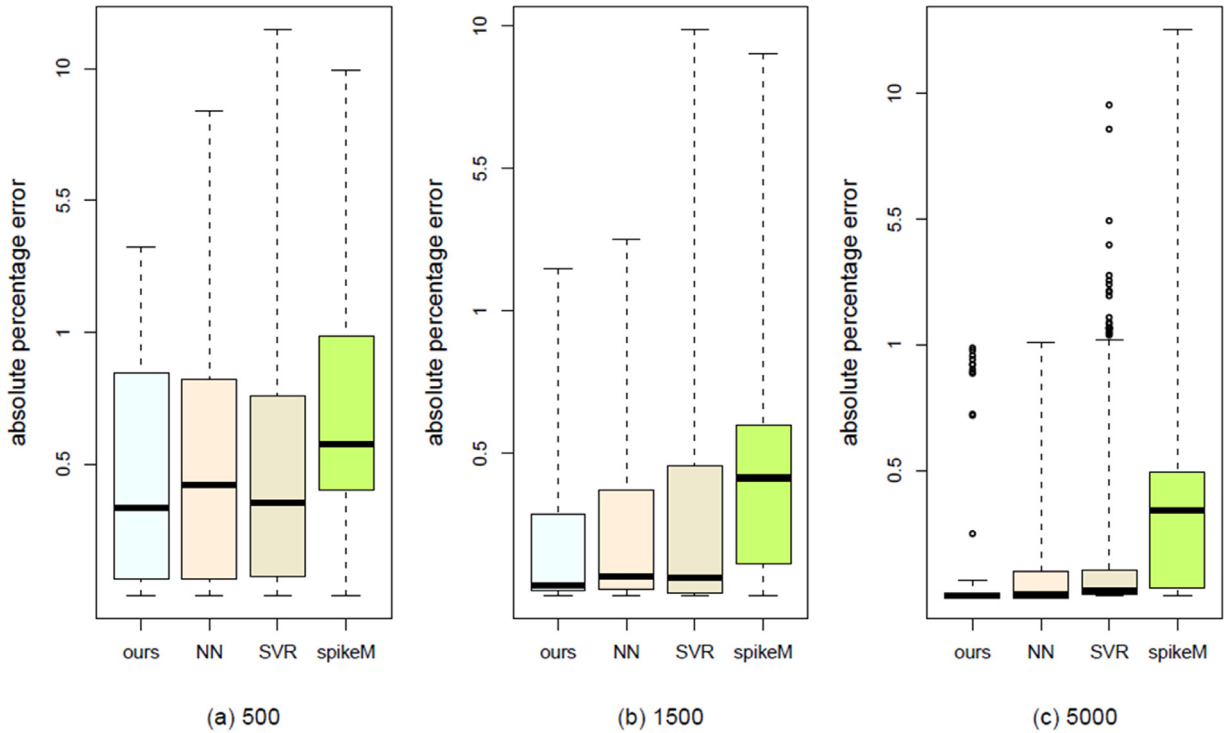 absolute percentage error
10
5.5
1
0.5
ours NN SVR spikeM
(a) 500
absolute percentage error
10
5.5
1
0.5
ours NN SVR spikeM
(b) 1500
absolute percentage error
10
5.5
1
0.5
ours NN SVR spikeM
(c) 5000